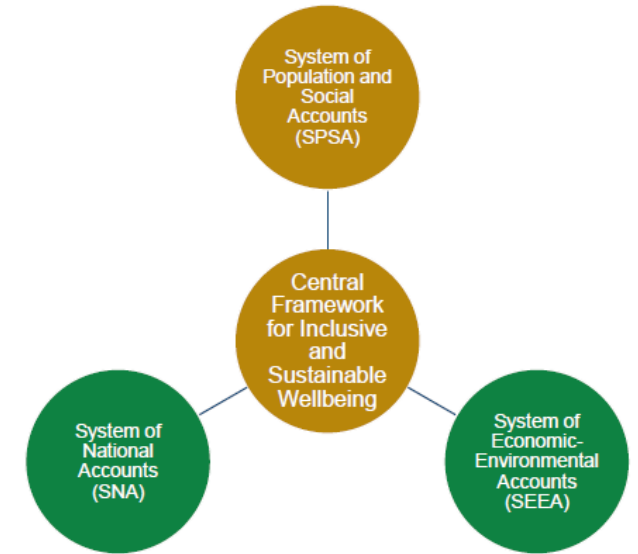 System of
Population and
Social
Accounts
(SPSA)
Central
Framework
for Inclusive
and
Sustainable
Wellbeing
System of
National
Accounts
(SNA)
System of
Economic-
Environmental
Accounts
(SEEA)